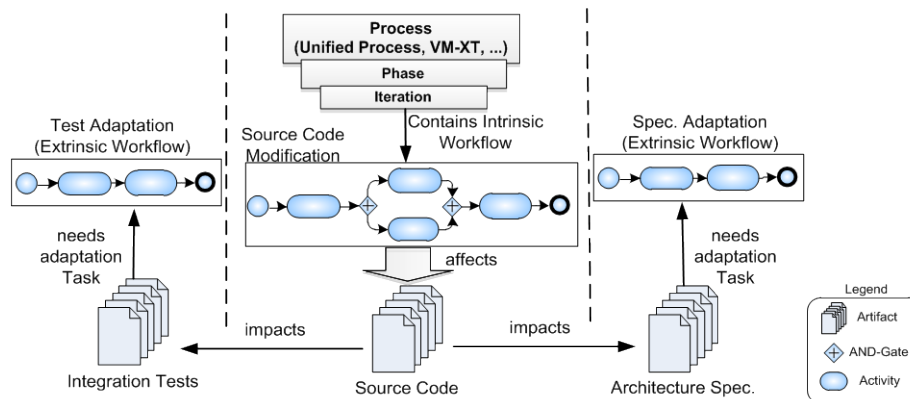 Process
(Unified Process, VM-XT, ...)
Phase
Iteration
Test Adaptation
(Extrinsic Workflow)
Source Code
Modification
Contains Intrinsic
Workflow
Spec. Adaptation
(Extrinsic Workflow)
needs
adaptation
Task
affects
needs
adaptation
Task
impacts
impacts
Integration Tests
Source Code
Architecture Spec.
Legend
Artifact
AND-Gate
Activity